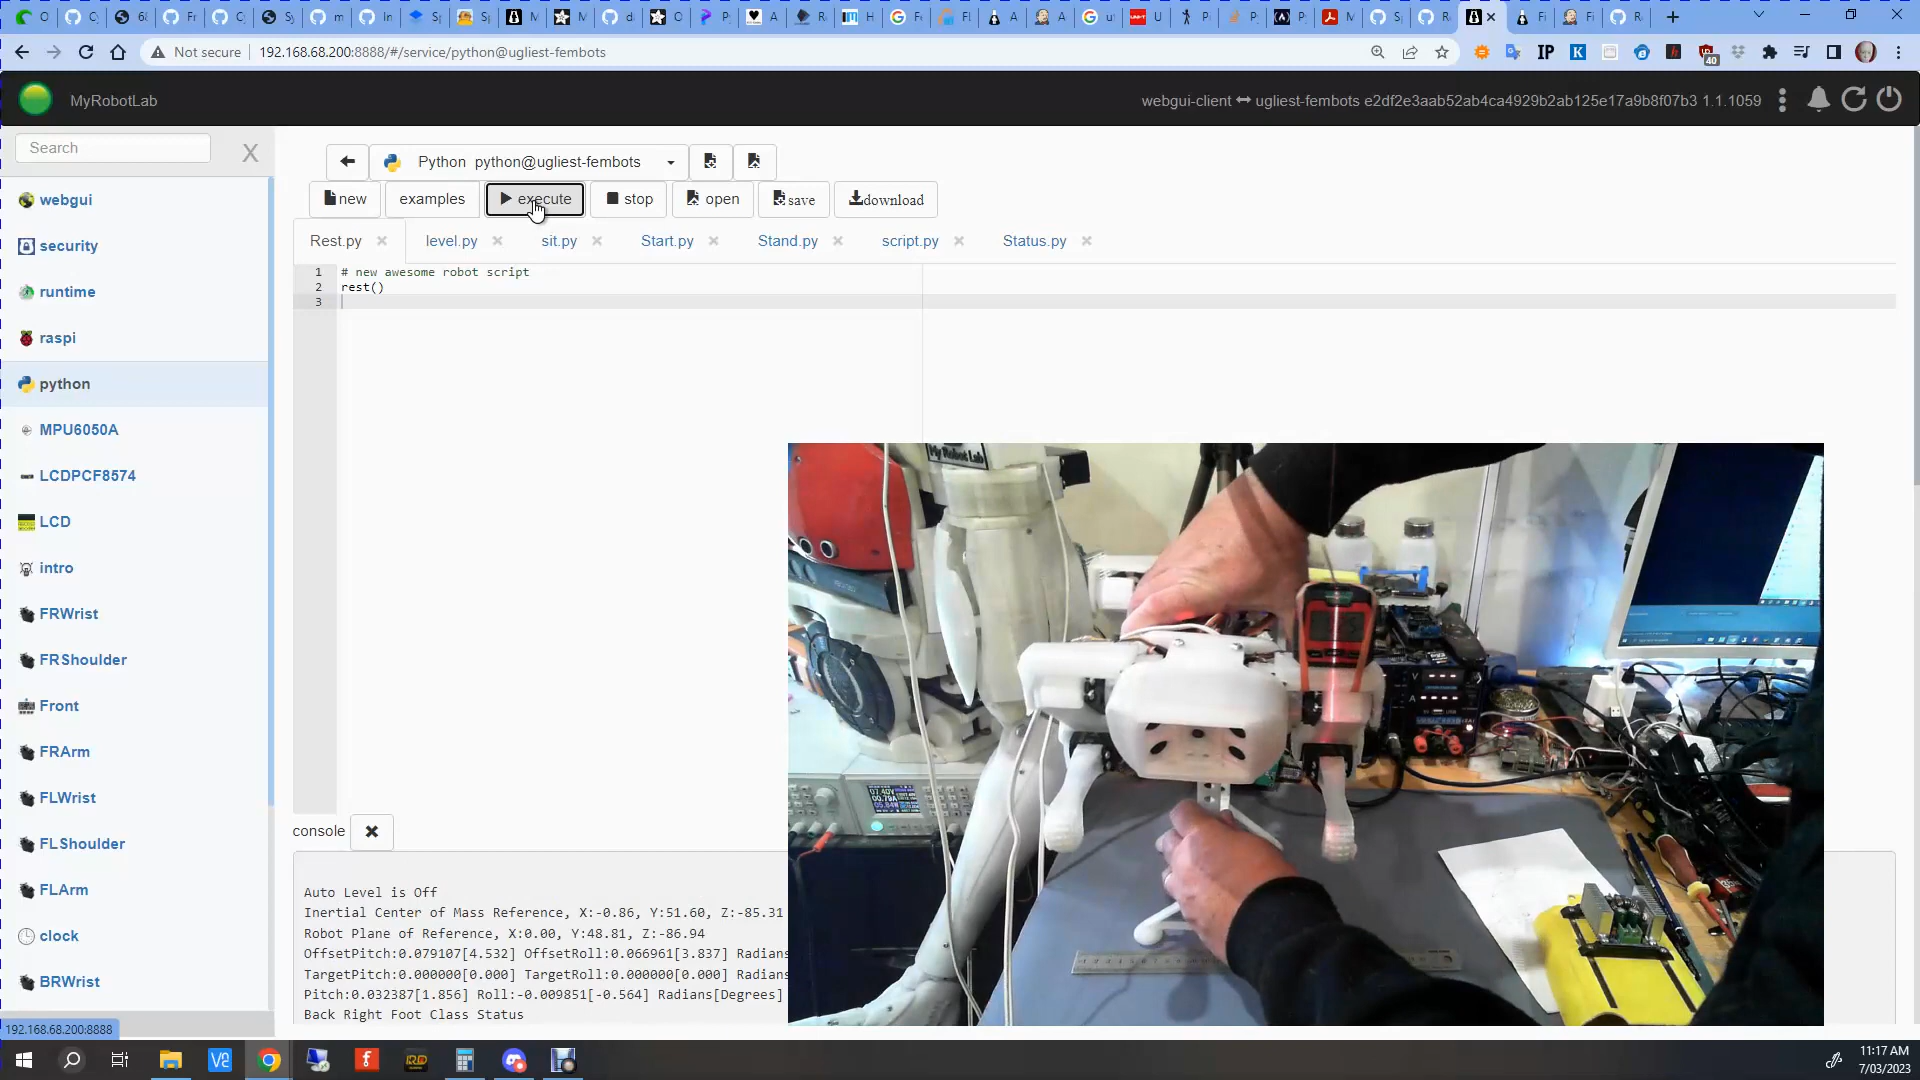 Not secure
192.168.68.200:8888/#/service/python@ugliest-fembots
IP
40
MyRobotLab
webgui-client ⟷ ugliest-fembots e2df2e3aab52ab4ca4929b2ab125e17a9b8f07b3 1.1.1059
Search
X
webgui
security
runtime
raspi
python
MPU6050A
LCDPCF8574
LCD
intro
FRWrist
FRShoulder
Front
FRArm
FLWrist
FLShoulder
FLArm
clock
BRWrist
192.168.68.200:8888
Python python@ugliest-fembots
new
examples
execute
stop
open
save
download
Rest.py
level.py
sit.py
Start.py
Stand.py
script.py
Status.py
1 # new awesome robot script
2 rest()
3
My Robot Lab
console
Auto Level is Off
Inertial Center of Mass Reference, X:-0.86, Y:51.60, Z:-85.31
Robot Plane of Reference, X:0.00, Y:48.81, Z:-86.94
OffsetPitch:0.079107[4.532] OffsetRoll:0.066961[3.837] Radians
TargetPitch:0.000000[0.000] TargetRoll:0.000000[0.000] Radians
Pitch:0.032387[1.856] Roll:-0.009851[-0.564] Radians[Degrees]
Back Right Foot Class Status
11:17 AM
7/03/2023